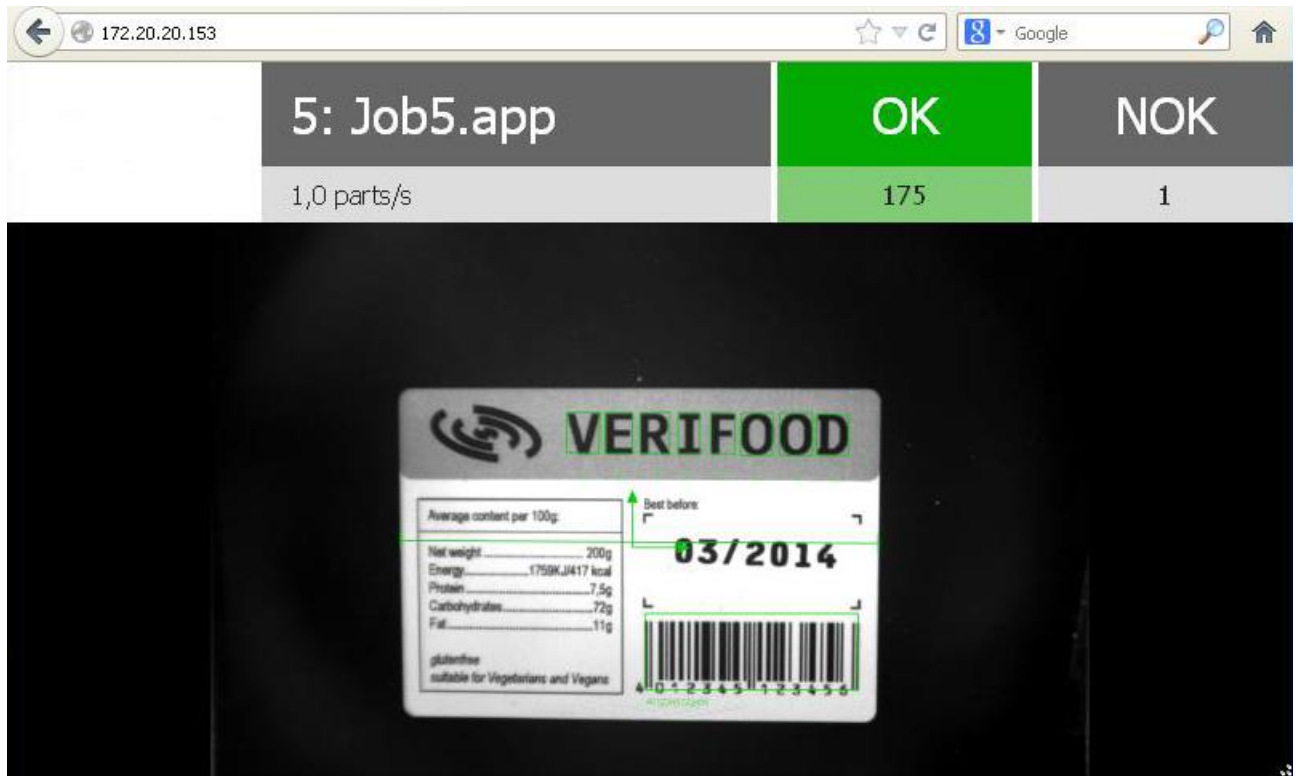 172.20.20.153
Google
5: Job5.app
OK
NOK
1,0 parts/s
175
1
VERIFOOD
Average content per 100g:
Net weight 200g
Energy 1759KJ/417 kcal
Protein 7,5g
Carbohydrates 72g
Fat 11g
glutenfree
suitable for Vegetarians and Vegans
Best before:
03/2014
4 012345 123456